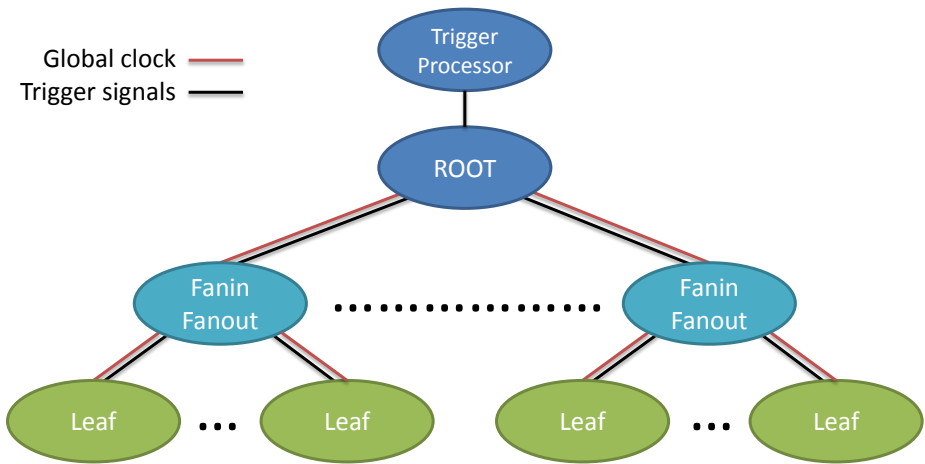 Global clock
Trigger signals
Trigger
Processor
ROOT
Fanin
Fanout
Fanin
Fanout
Leaf
Leaf
Leaf
Leaf